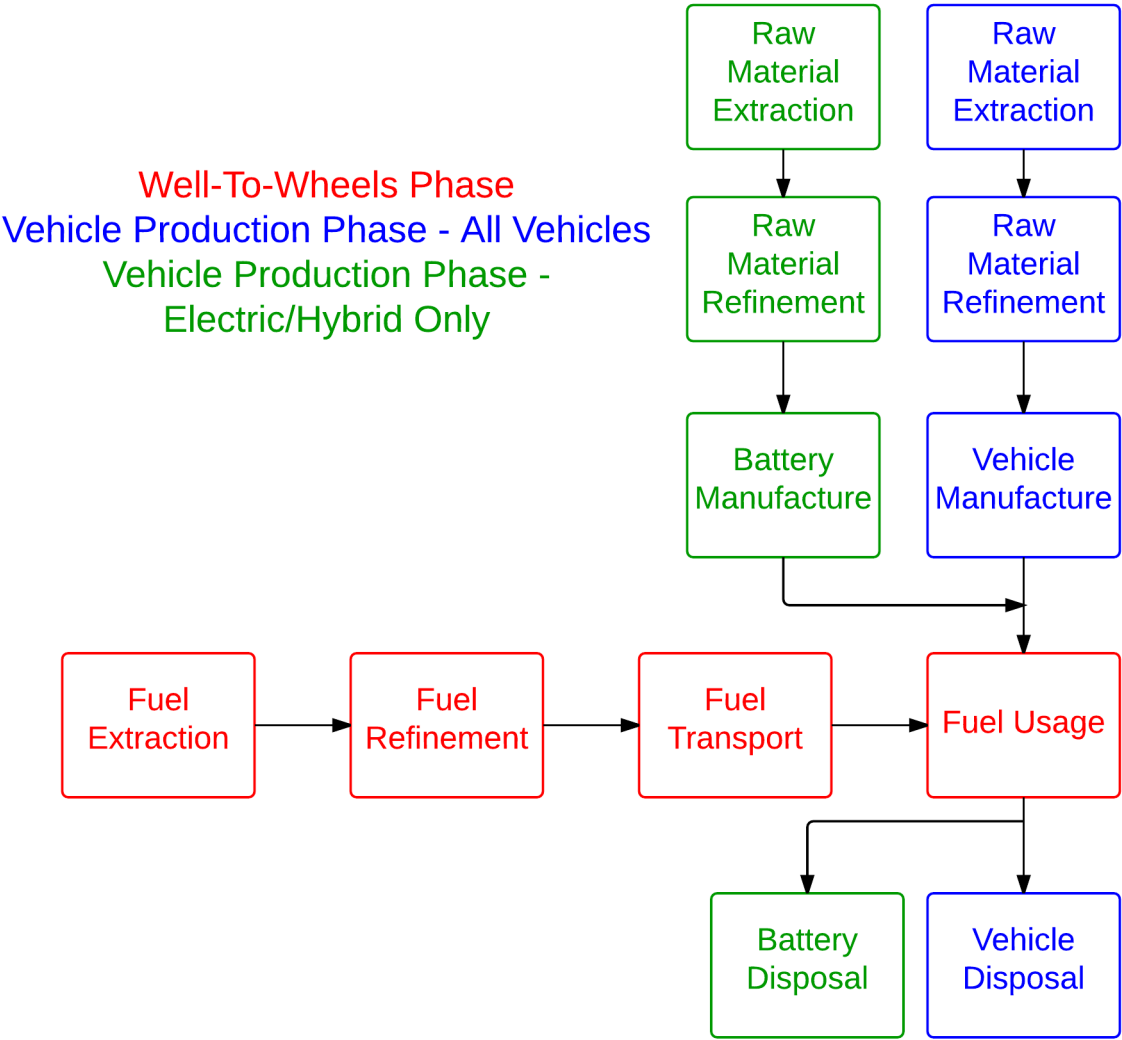 Well-To-Wheels Phase
Vehicle Production Phase - All Vehicles
Vehicle Production Phase -
Electric/Hybrid Only
Raw
Material
Extraction
Raw
Material
Extraction
Raw
Material
Refinement
Raw
Material
Refinement
Battery
Manufacture
Vehicle
Manufacture
Fuel
Extraction
Fuel
Refinement
Fuel
Transport
Fuel Usage
Battery
Disposal
Vehicle
Disposal